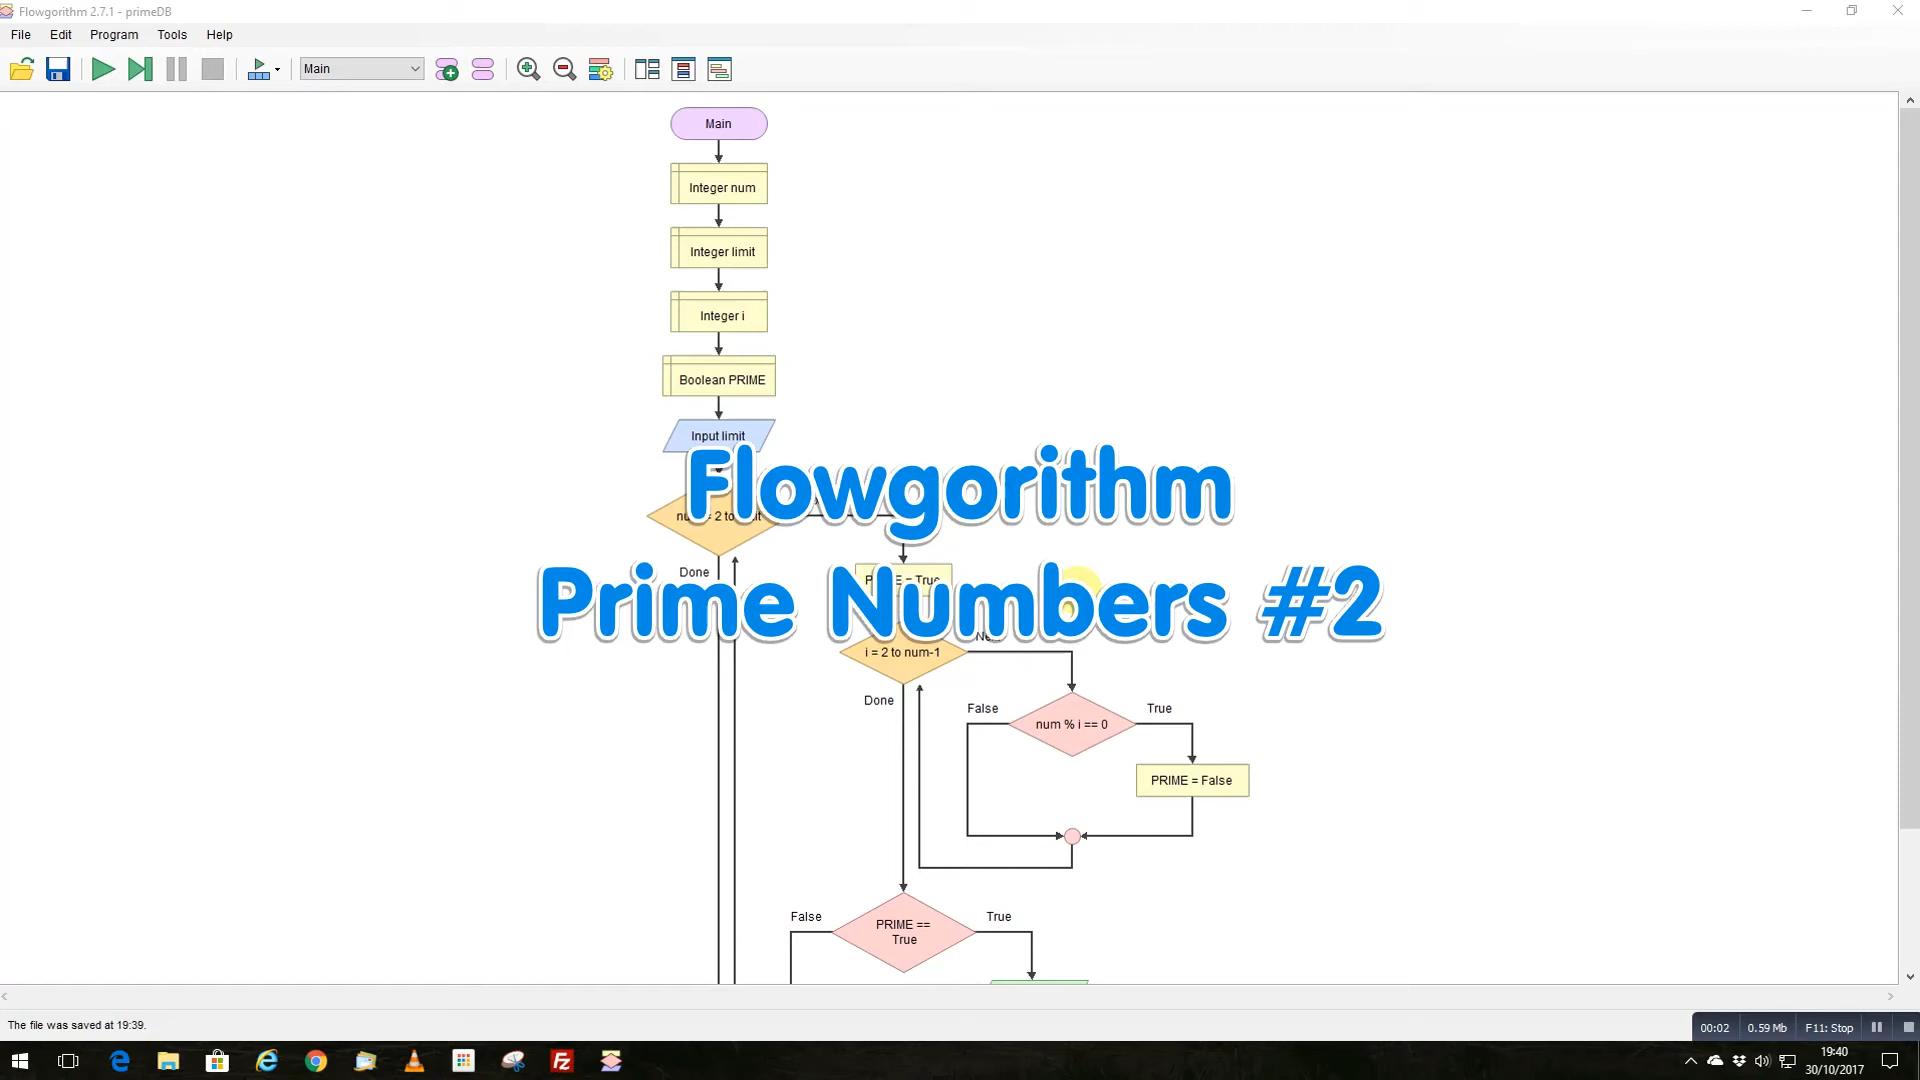 Flowgorithm 2.7.1 - primeDB
File Edit Program Tools Help
Main
Main
Integer num
Integer limit
Integer i
Boolean PRIME
Input limit
Flowgorithm
2 to
Done
Prime Numbers #2
i = 2 to num-1
Done
False
True
num % i == 0
PRIME = False
False
True
PRIME ==
True
The file was saved at 19:39.
00:02 0.59 Mb F11: Stop
19:40
30/10/2017